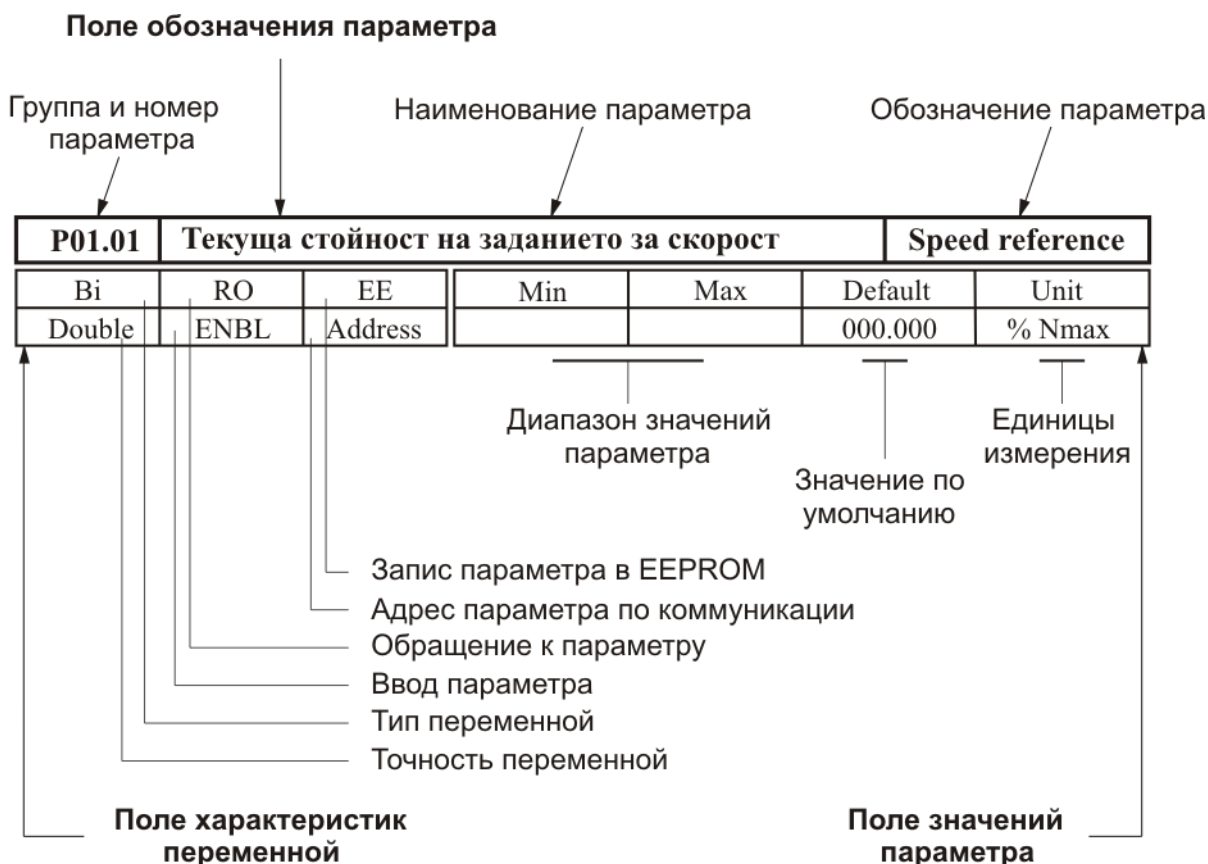 Поле обозначения параметра
Группа и номер параметра
Наименование параметра
Обозначение параметра
P01.01 Текуща стойност на заданието за скорост Speed reference
Bi RO EE Min Max Default Unit
Double ENBL Address 000.000 % Nmax
Диапазон значений
параметра
Единицы
измерения
Значение по
умолчанию
Запис параметра в EEPROM
Адрес параметра по коммуникации
Обращение к параметру
Ввод параметра
Тип переменной
Точность переменной
Поле характеристик
переменной
Поле значений
параметра